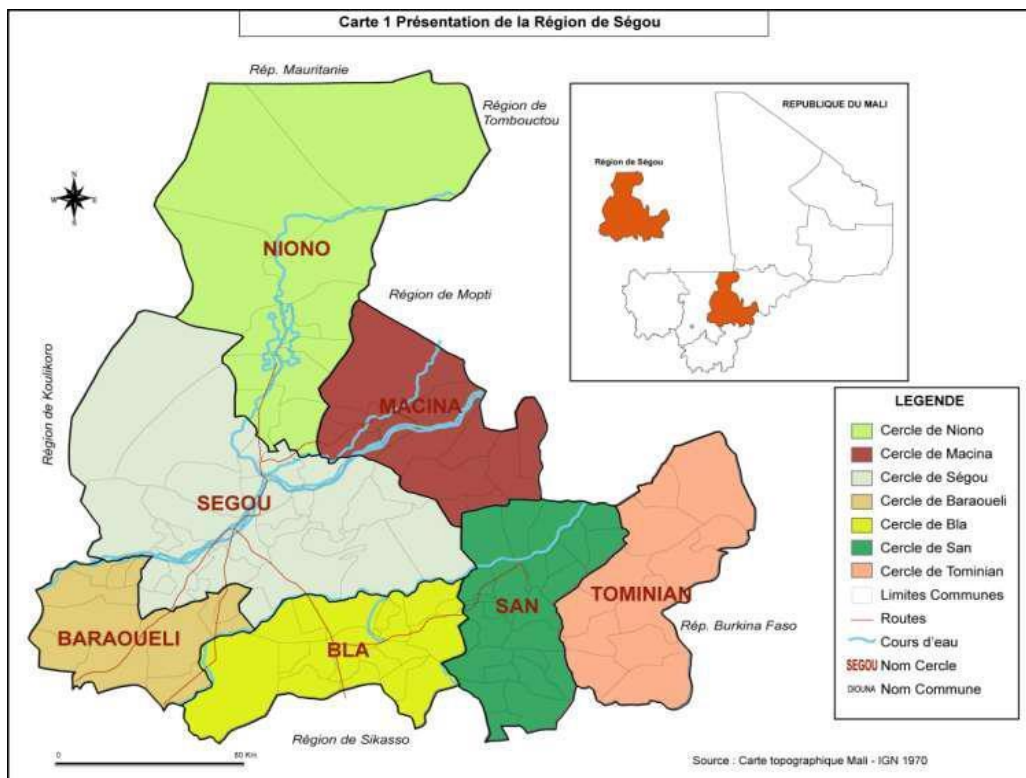 Carte 1 Présentation de la Région de Ségou
Rép. Mauritanie
Région de
Tombouctou
REPUBLIQUE DU MALI
Région de Ségou
N
W
E
S
NIONO
Région de Mopti
Région de Koulikoro
MACINA
SEGOU
BARAOUELI
BLA
SAN
TOMINIAN
Rép. Burkina Faso
Région de Sikasso
LEGENDE
Cercle de Niono
Cercle de Macina
Cercle de Ségou
Cercle de Baraoueli
Cercle de Bla
Cercle de San
Cercle de Tominian
Limites Communes
Routes
Cours d'eau
SEGOU Nom Cercle
DIOUNA Nom Commune
0 80 Km
Source : Carte topographique Mali - IGN 1970